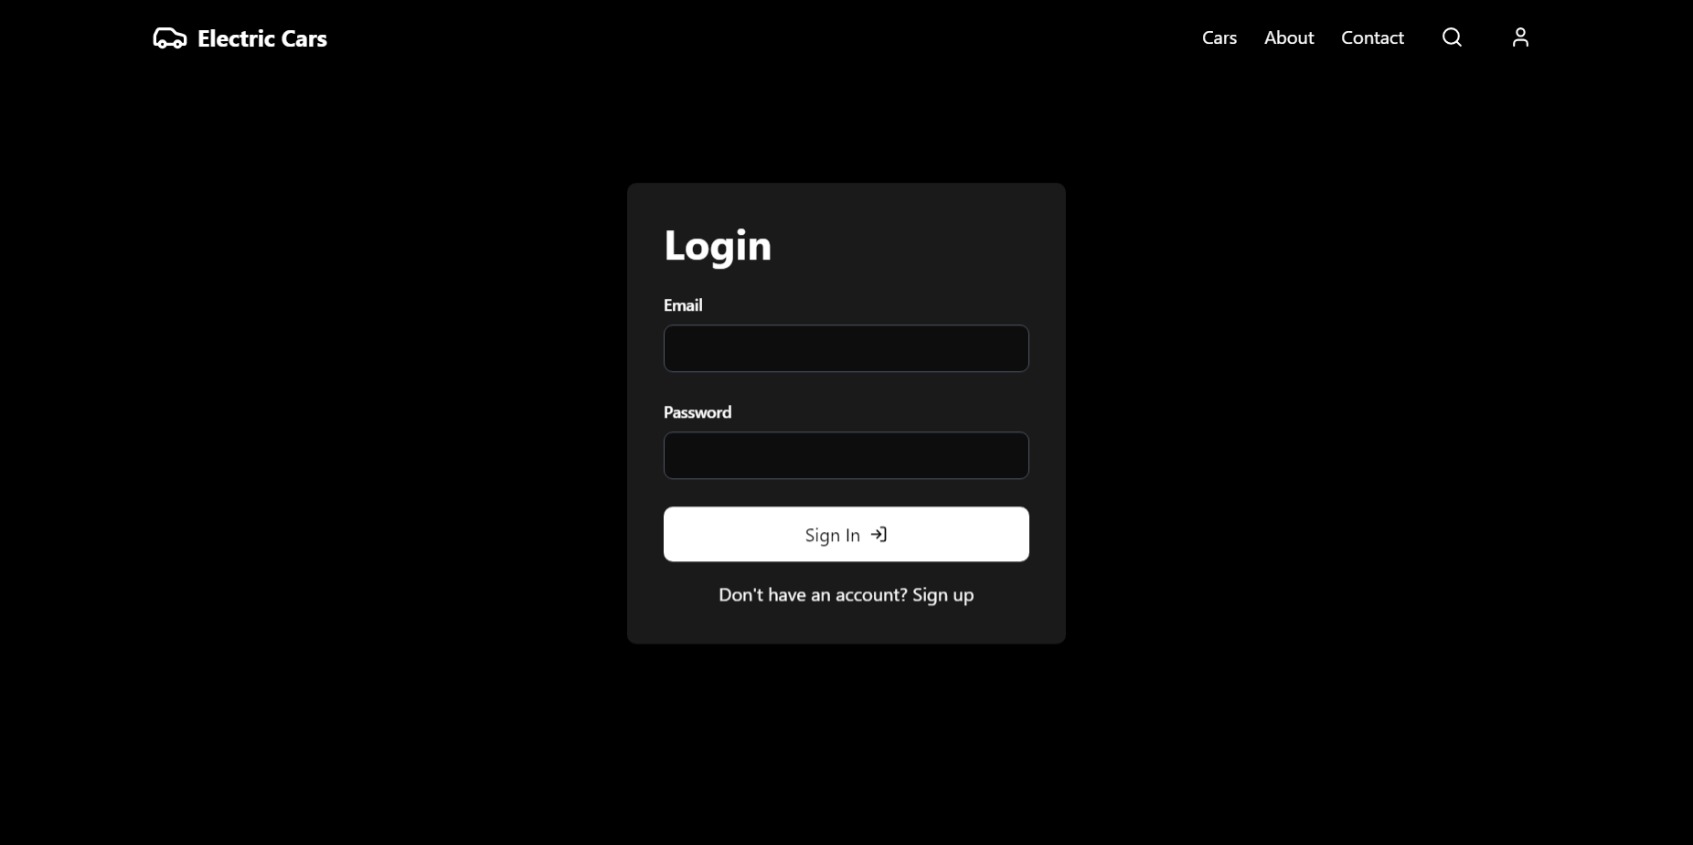 Electric Cars
Cars
About
Contact
Login
Email
Password
Sign In
Don't have an account? Sign up